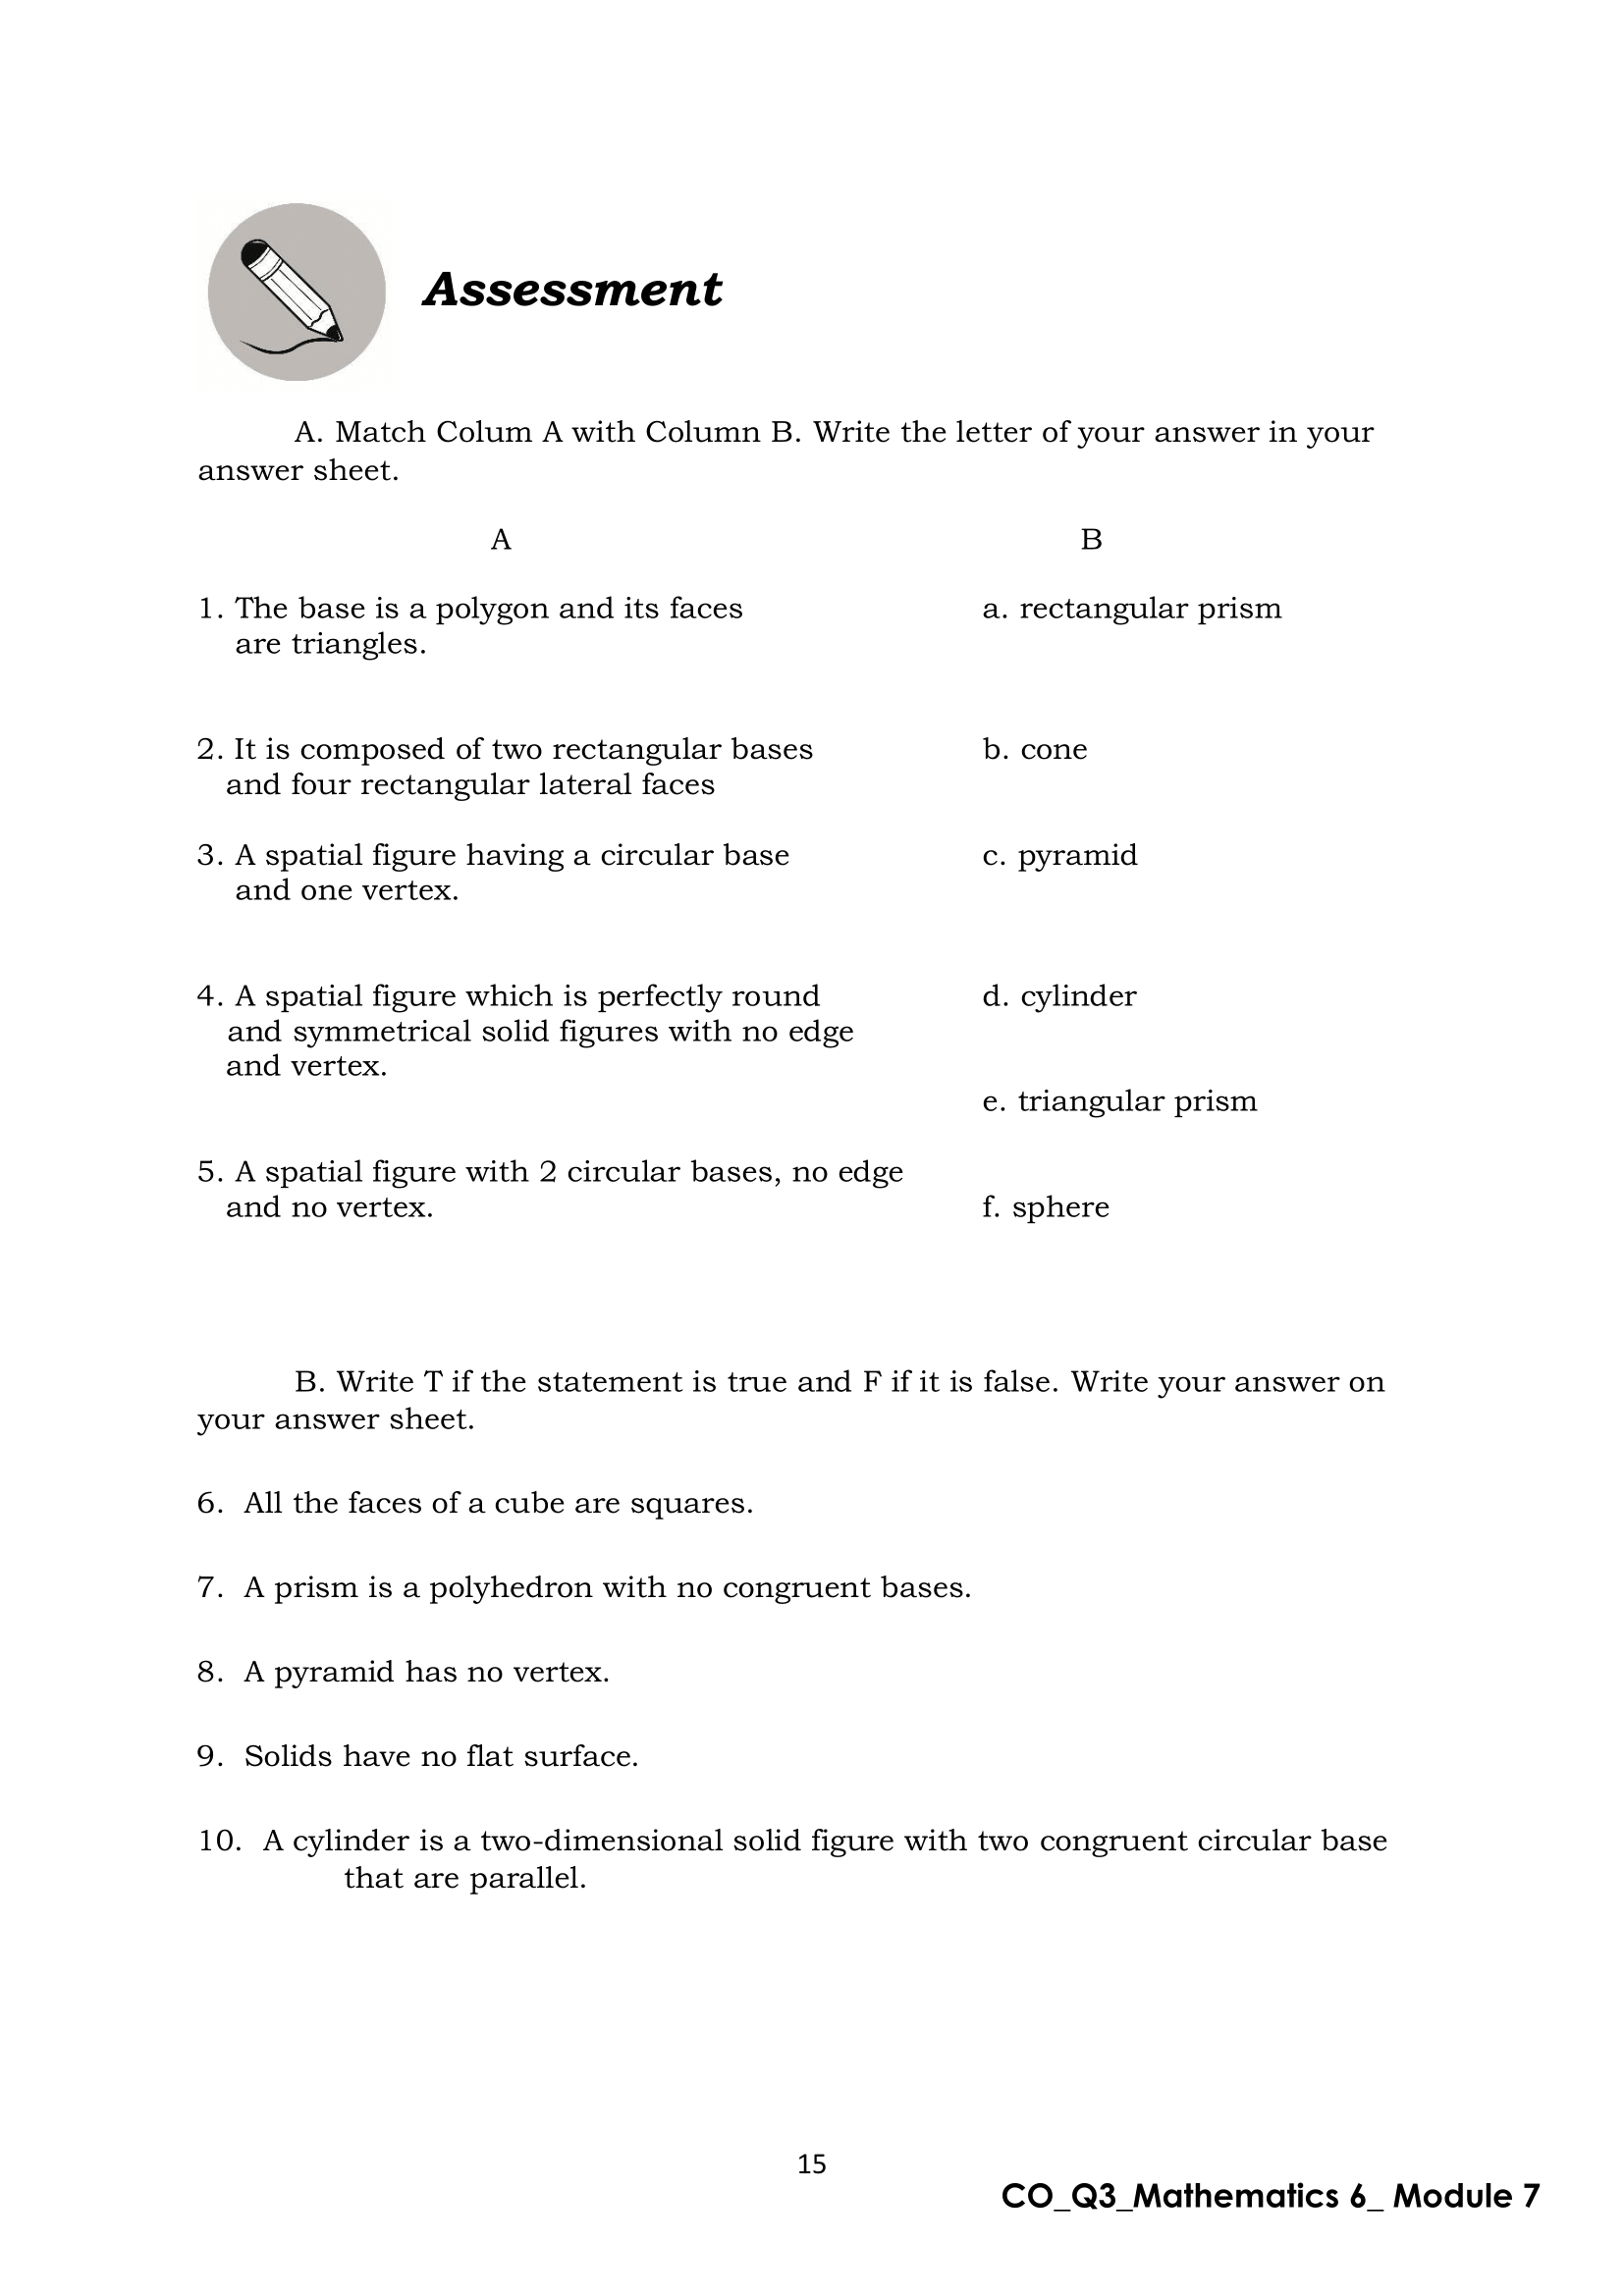 Assessment
A. Match Colum A with Column B. Write the letter of your answer in your
answer sheet.
A B
1. The base is a polygon and its faces a. rectangular prism
are triangles.
2. It is composed of two rectangular bases b. cone
and four rectangular lateral faces
3. A spatial figure having a circular base c. pyramid
and one vertex.
4. A spatial figure which is perfectly round d. cylinder
and symmetrical solid figures with no edge
and vertex.
e. triangular prism
5. A spatial figure with 2 circular bases, no edge
and no vertex. f. sphere
B. Write T if the statement is true and F if it is false. Write your answer on
your answer sheet.
6. All the faces of a cube are squares.
7. A prism is a polyhedron with no congruent bases.
8. A pyramid has no vertex.
9. Solids have no flat surface.
10. A cylinder is a two-dimensional solid figure with two congruent circular base
that are parallel.
15
CO_Q3_Mathematics 6_ Module 7